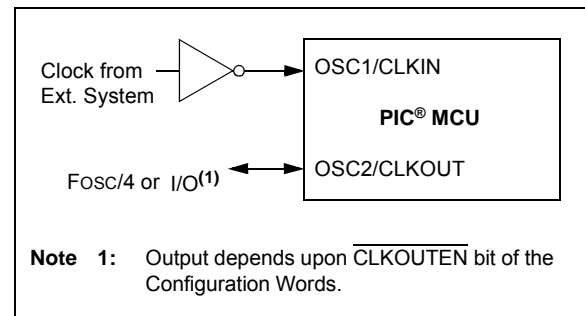 Clock from
Ext. System
OSC1/CLKIN
PIC® MCU
FOSC/4 or I/O(1)
OSC2/CLKOUT
Note 1: Output depends upon CLKOUTEN bit of the
Configuration Words.